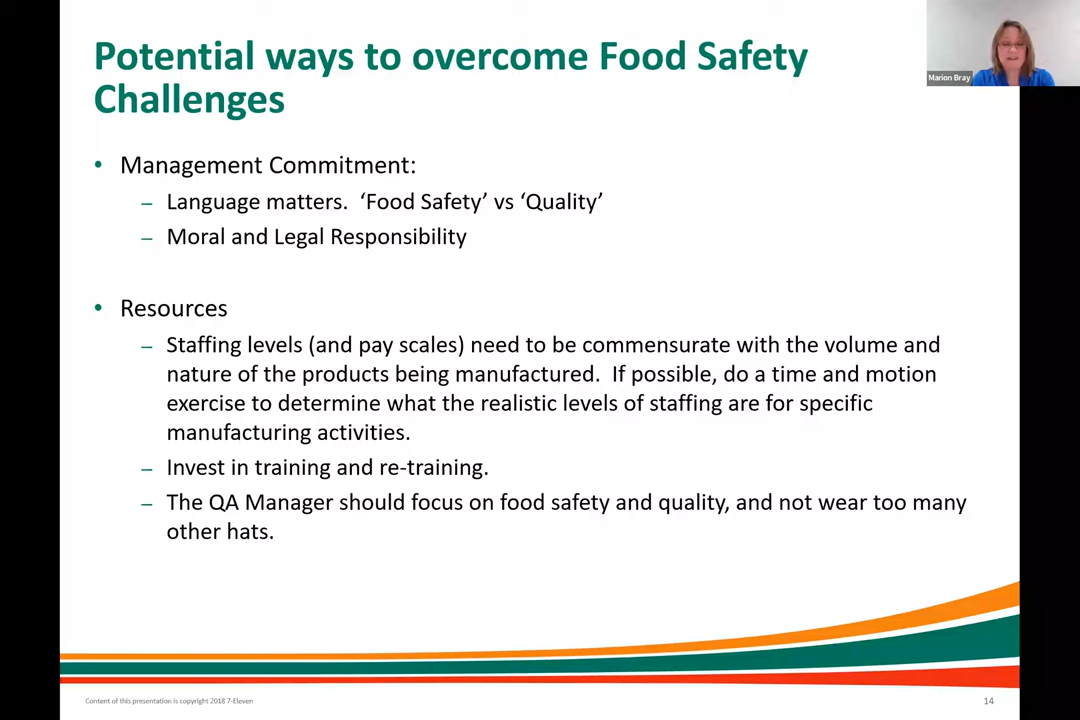 Potential ways to overcome Food Safety
Challenges
Marion Bray
• Management Commitment:
– Language matters.  ‘Food Safety’ vs ‘Quality’
– Moral and Legal Responsibility
• Resources
– Staffing levels (and pay scales) need to be commensurate with the volume and
nature of the products being manufactured.  If possible, do a time and motion
exercise to determine what the realistic levels of staffing are for specific
manufacturing activities.
– Invest in training and re-training.
– The QA Manager should focus on food safety and quality, and not wear too many
other hats.
Content of this presentation is copyright 2018 7-Eleven
14